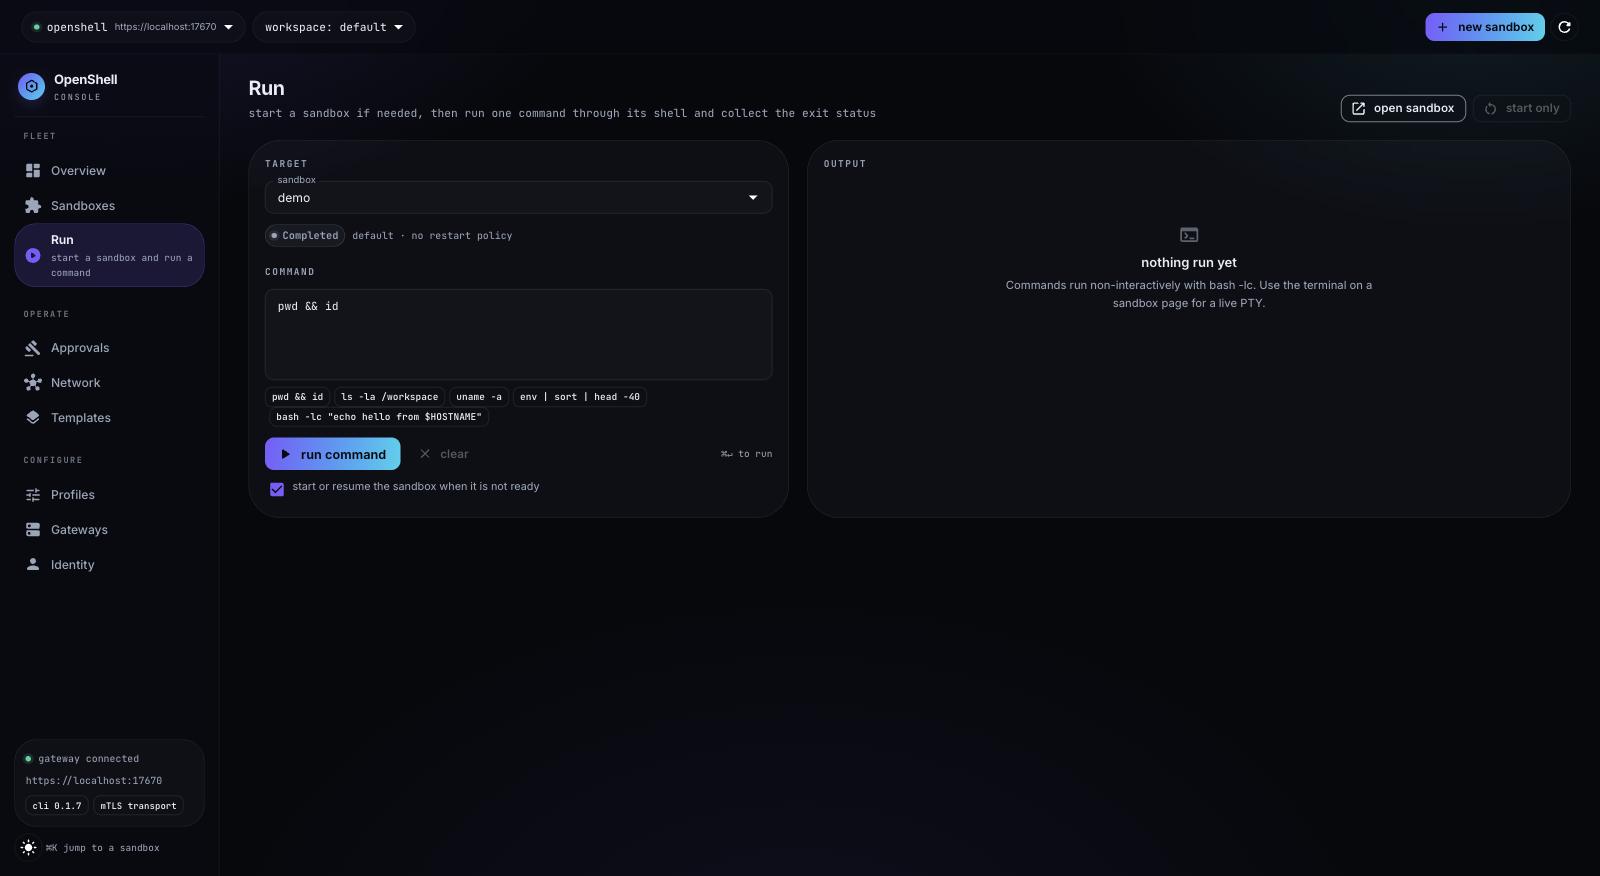 openshell https://localhost:17670
workspace: default
new sandbox
OpenShell
CONSOLE
FLEET
Overview
Sandboxes
Run
start a sandbox and run a
command
OPERATE
Approvals
Network
Templates
CONFIGURE
Profiles
Gateways
Identity
gateway connected
https://localhost:17670
cli 0.1.7 mTLS transport
⌘K jump to a sandbox
Run
start a sandbox if needed, then run one command through its shell and collect the exit status
open sandbox
start only
TARGET
sandbox
demo
Completed default · no restart policy
COMMAND
pwd && id
pwd && id ls -la /workspace uname -a env | sort | head -40
bash -lc "echo hello from $HOSTNAME"
run command clear ⌘↵ to run
start or resume the sandbox when it is not ready
OUTPUT
nothing run yet
Commands run non-interactively with bash -lc. Use the terminal on a
sandbox page for a live PTY.